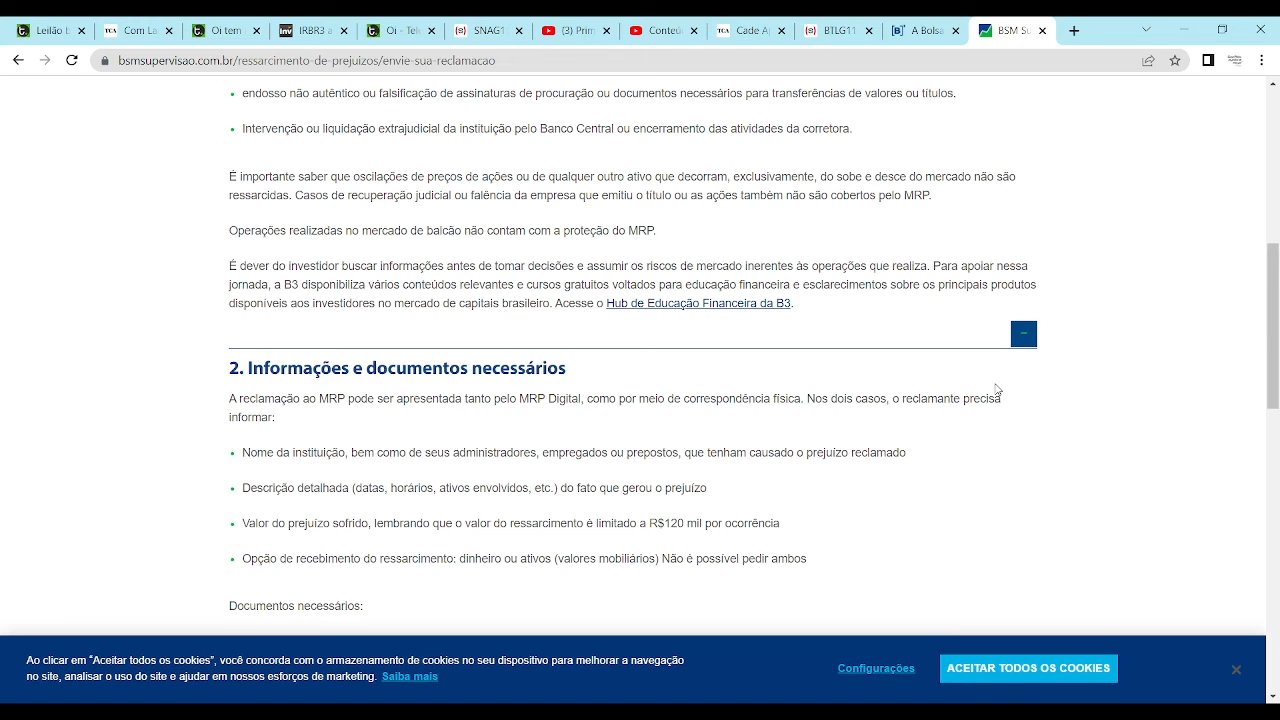 Leilão b
Com La
Oi tem
IRBR3 a
Oi - Tel
SNAG1
(3) Prim
Conteú
Cade Ap
BTLG11
A Bolsa
BSM Su
bsmsupervisao.com.br/ressarcimento-de-prejuizos/envie-sua-reclamacao
endosso não autêntico ou falsificação de assinaturas de procuração ou documentos necessários para transferências de valores ou títulos.
Intervenção ou liquidação extrajudicial da instituição pelo Banco Central ou encerramento das atividades da corretora.
É importante saber que oscilações de preços de ações ou de qualquer outro ativo que decorram, exclusivamente, do sobe e desce do mercado não são
ressarcidas. Casos de recuperação judicial ou falência da empresa que emitiu o título ou as ações também não são cobertos pelo MRP.
Operações realizadas no mercado de balcão não contam com a proteção do MRP.
É dever do investidor buscar informações antes de tomar decisões e assumir os riscos de mercado inerentes às operações que realiza. Para apoiar nessa
jornada, a B3 disponibiliza vários conteúdos relevantes e cursos gratuitos voltados para educação financeira e esclarecimentos sobre os principais produtos
disponíveis aos investidores no mercado de capitais brasileiro. Acesse o Hub de Educação Financeira da B3.
2. Informações e documentos necessários
A reclamação ao MRP pode ser apresentada tanto pelo MRP Digital, como por meio de correspondência física. Nos dois casos, o reclamante precisa
informar:
Nome da instituição, bem como de seus administradores, empregados ou prepostos, que tenham causado o prejuízo reclamado
Descrição detalhada (datas, horários, ativos envolvidos, etc.) do fato que gerou o prejuízo
Valor do prejuízo sofrido, lembrando que o valor do ressarcimento é limitado a R$120 mil por ocorrência
Opção de recebimento do ressarcimento: dinheiro ou ativos (valores mobiliários) Não é possível pedir ambos
Documentos necessários:
Ao clicar em "Aceitar todos os cookies", você concorda com o armazenamento de cookies no seu dispositivo para melhorar a navegação
no site, analisar o uso do site e ajudar em nossos esforços de marketing. Saiba mais
Configurações
ACEITAR TODOS OS COOKIES